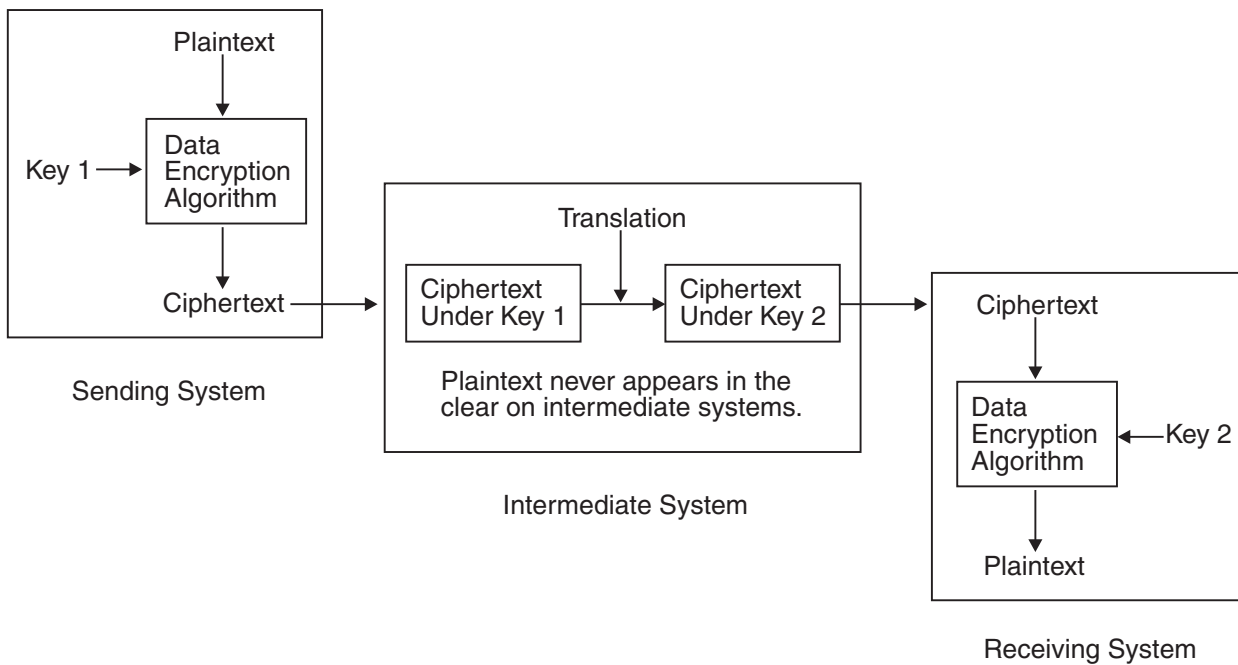 Plaintext
Key 1
Data
Encryption
Algorithm
Ciphertext
Sending System
Translation
Ciphertext
Under Key 1
Ciphertext
Under Key 2
Plaintext never appears in the
clear on intermediate systems.
Intermediate System
Ciphertext
Data
Encryption
Algorithm
Key 2
Plaintext
Receiving System